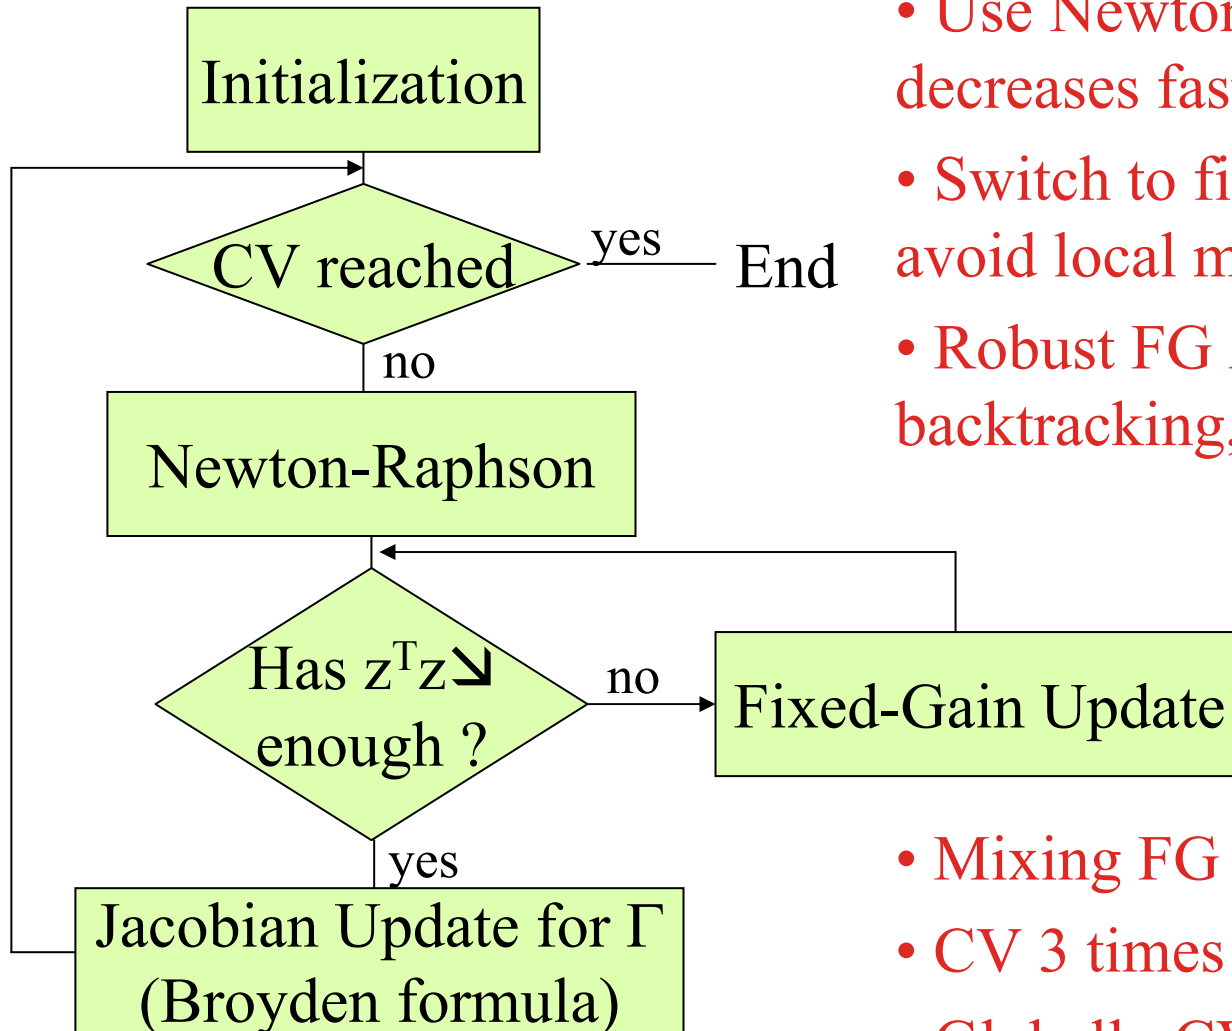 Initialization
CV reached
yes
End
no
Newton-Raphson
Has zᵀz↘
enough ?
no
Fixed-Gain Update
yes
Jacobian Update for Γ
(Broyden formula)
• Use Newton
decreases fas
• Switch to fi
avoid local m
• Robust FG
backtracking,
• Mixing FG
• CV 3 times
• Globally CV